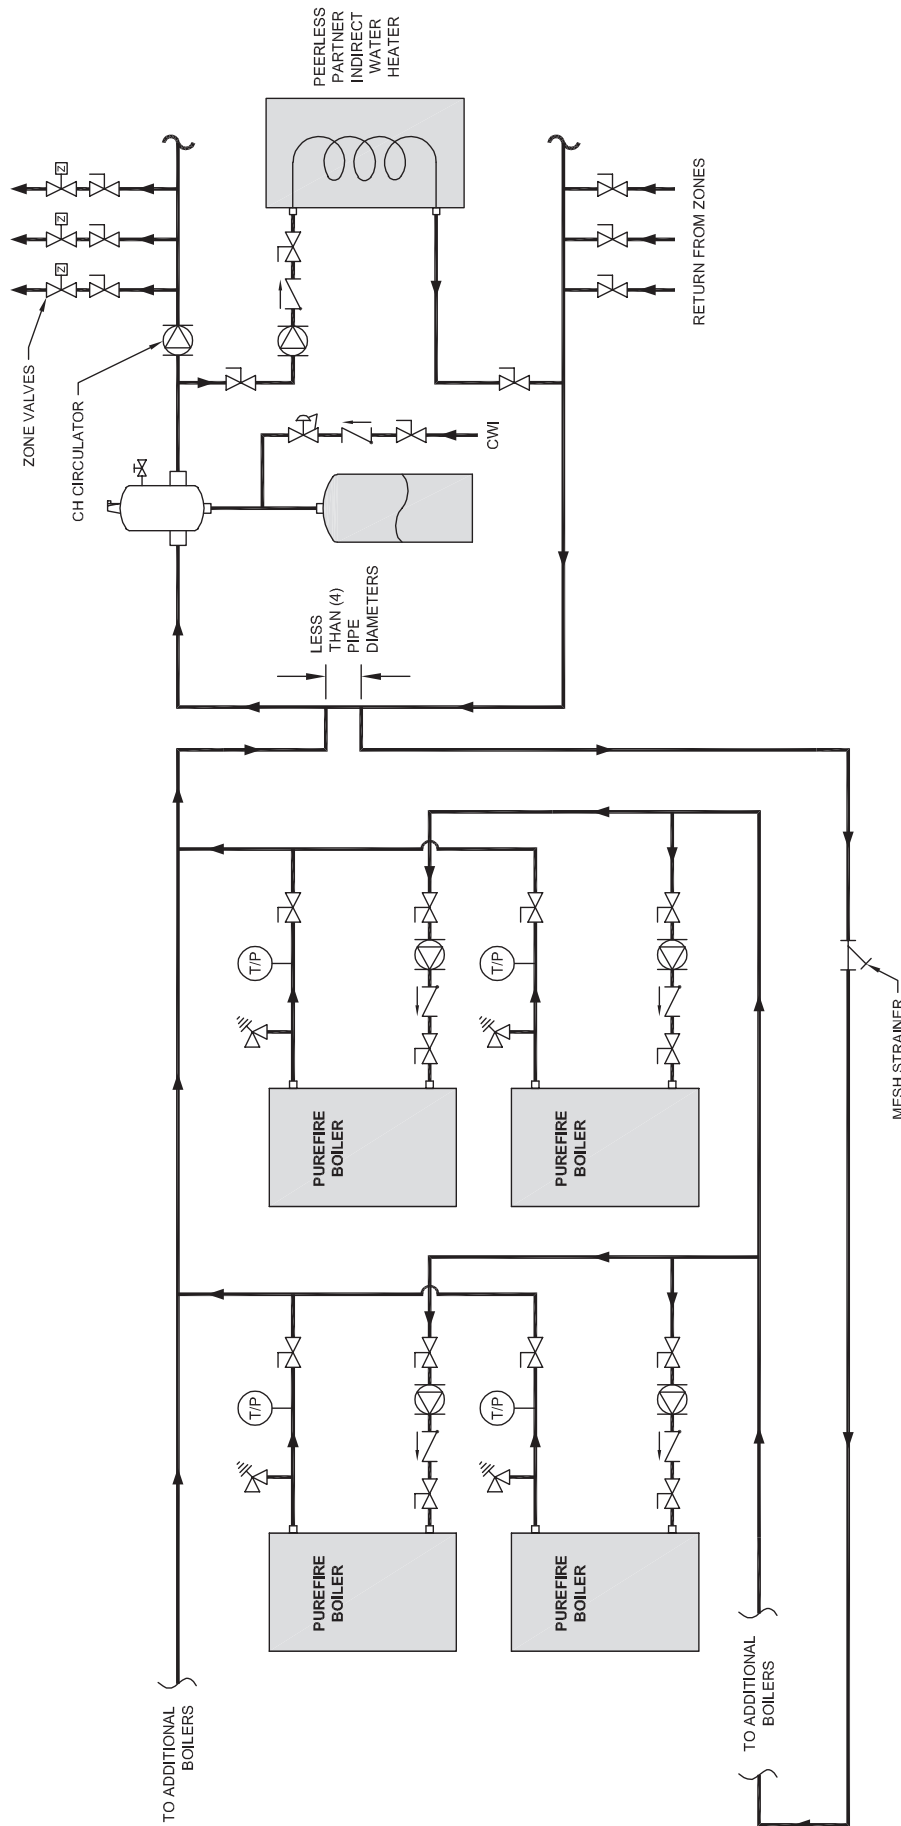 PEERLESS
PARTNER
INDIRECT
WATER
HEATER
Z
Z
Z
ZONE VALVES
CH CIRCULATOR
RETURN FROM ZONES
CWI
LESS
THAN (4)
PIPE
DIAMETERS
T/P
T/P
PUREFIRE
BOILER
PUREFIRE
BOILER
MESH STRAINER
T/P
T/P
PUREFIRE
BOILER
PUREFIRE
BOILER
TO ADDITIONAL
BOILERS
TO ADDITIONAL
BOILERS